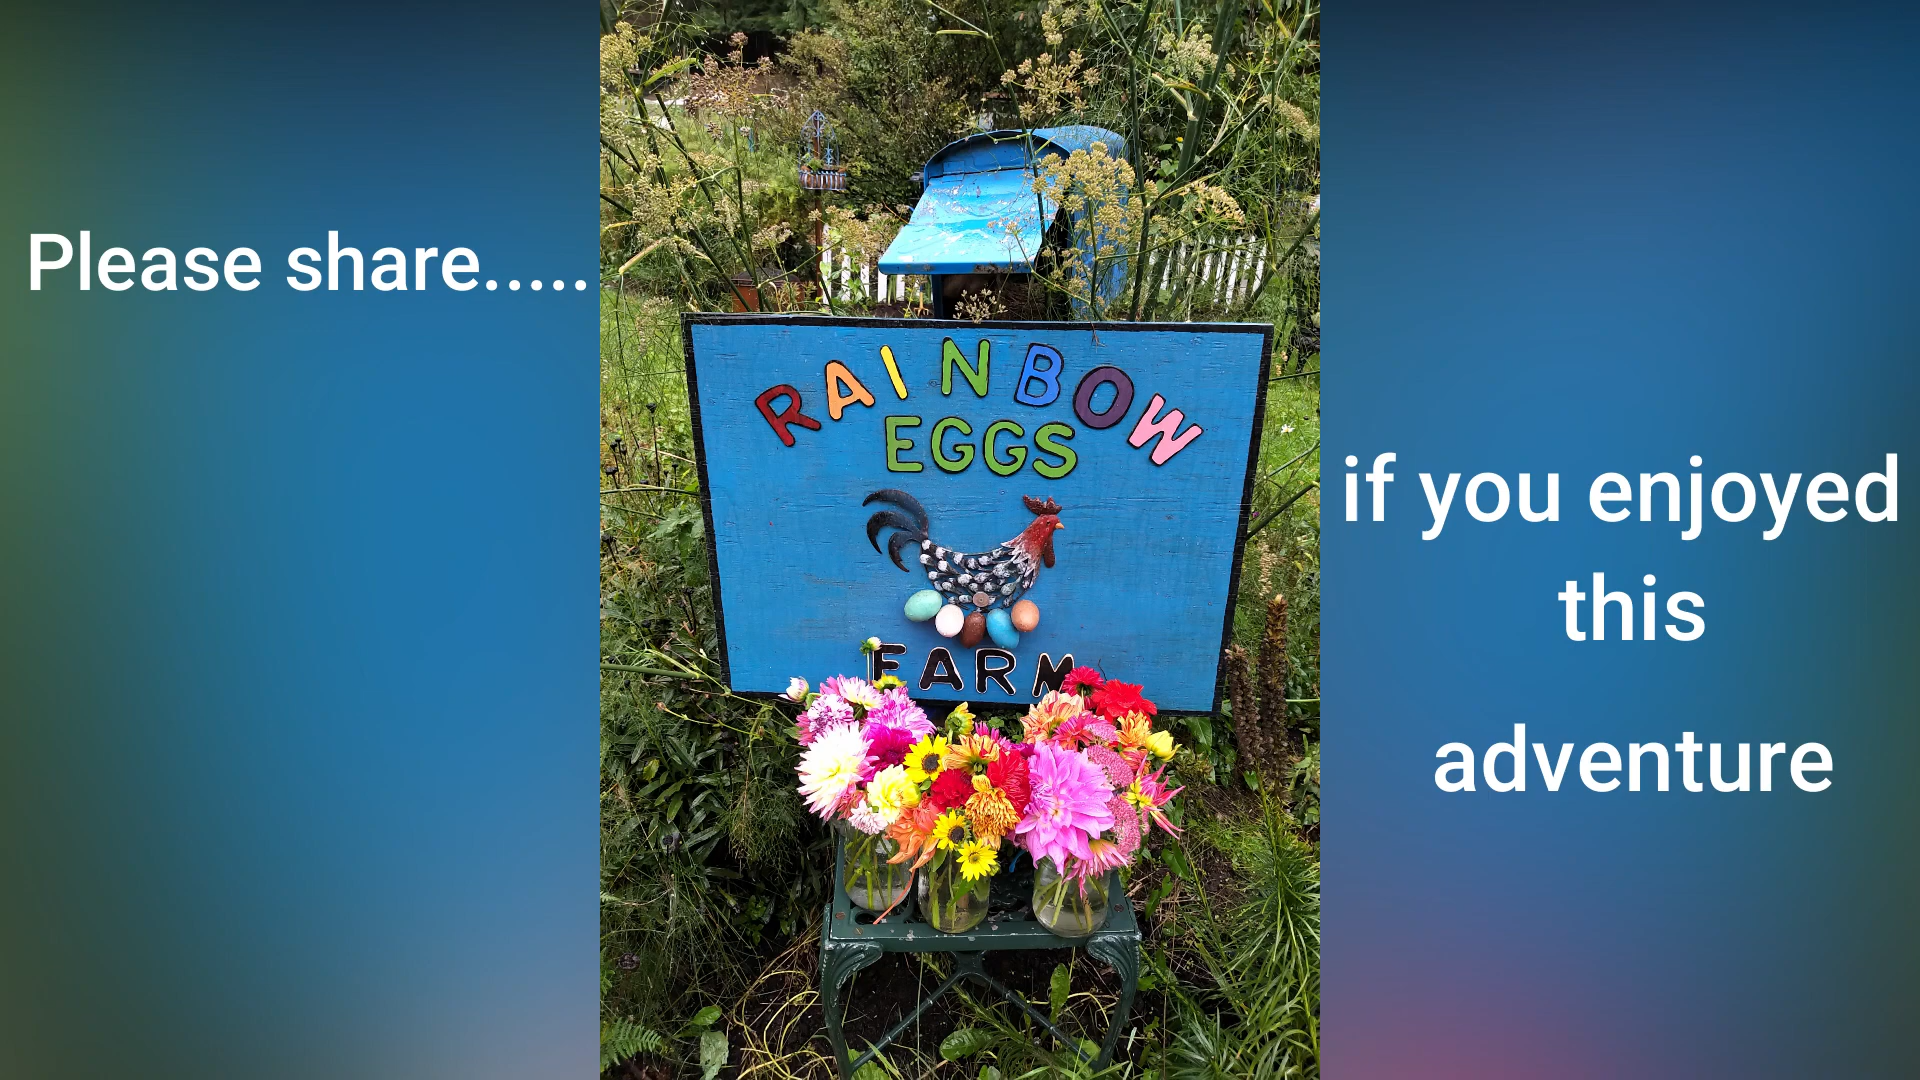 Please share.....
RAINBOW
EGGS
FARM
if you enjoyed
this
adventure